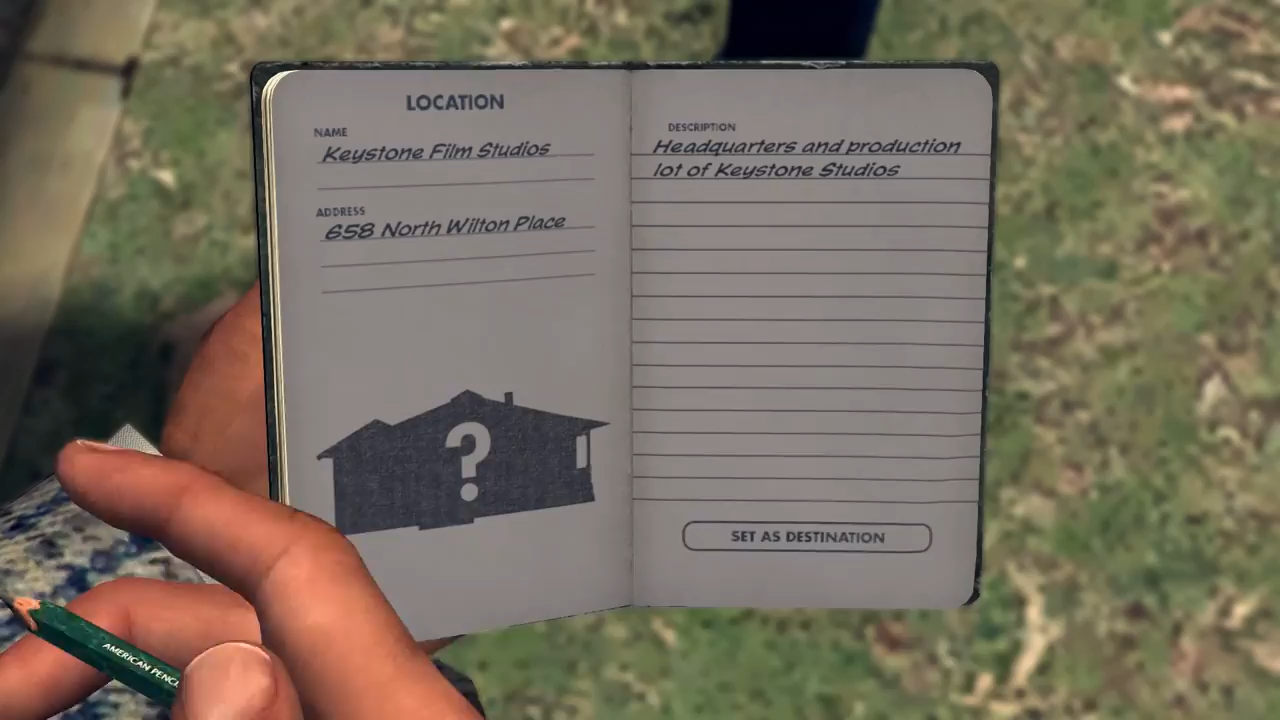 LOCATION
NAME
Keystone Film Studios
ADDRESS
658 North Wilton Place
?
DESCRIPTION
Headquarters and production
lot of Keystone Studios
SET AS DESTINATION
AMERICAN PENCIL